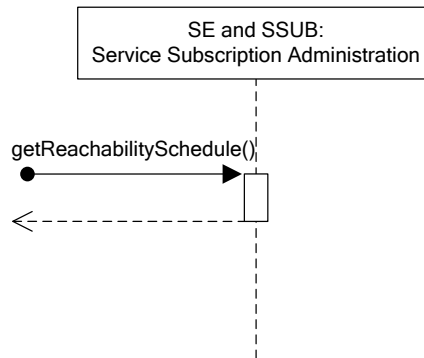 SE and SSUB:
Service Subscription Administration
getReachabilitySchedule()